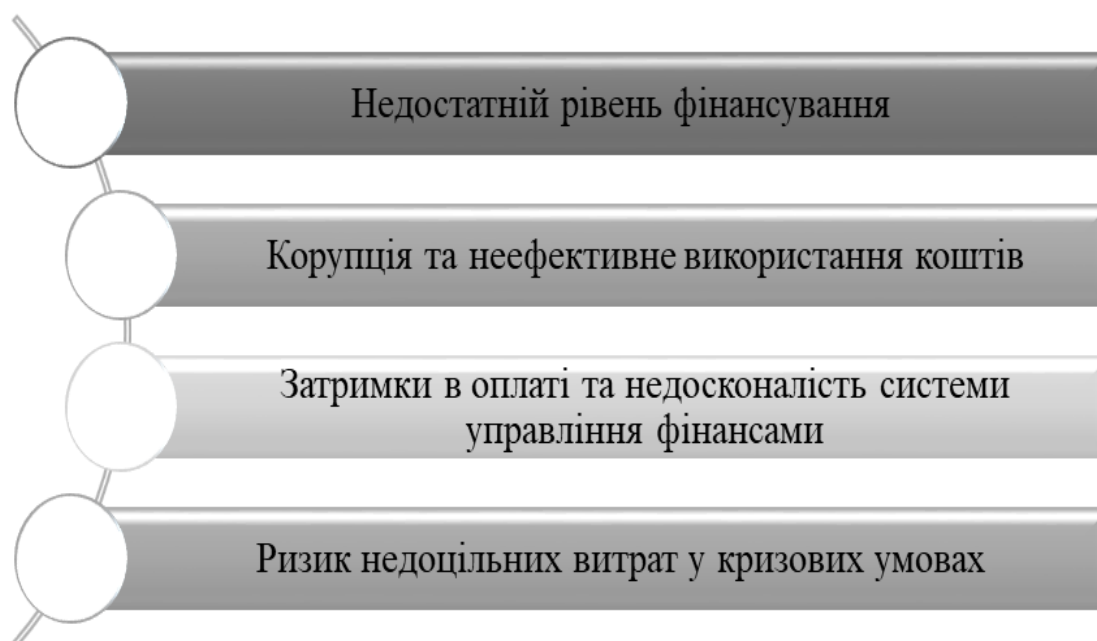 Недостатній рівень фінансування
Корупція та неефективне використання коштів
Затримки в оплаті та недосконалість системи
управління фінансами
Ризик недоцільних витрат у кризових умовах